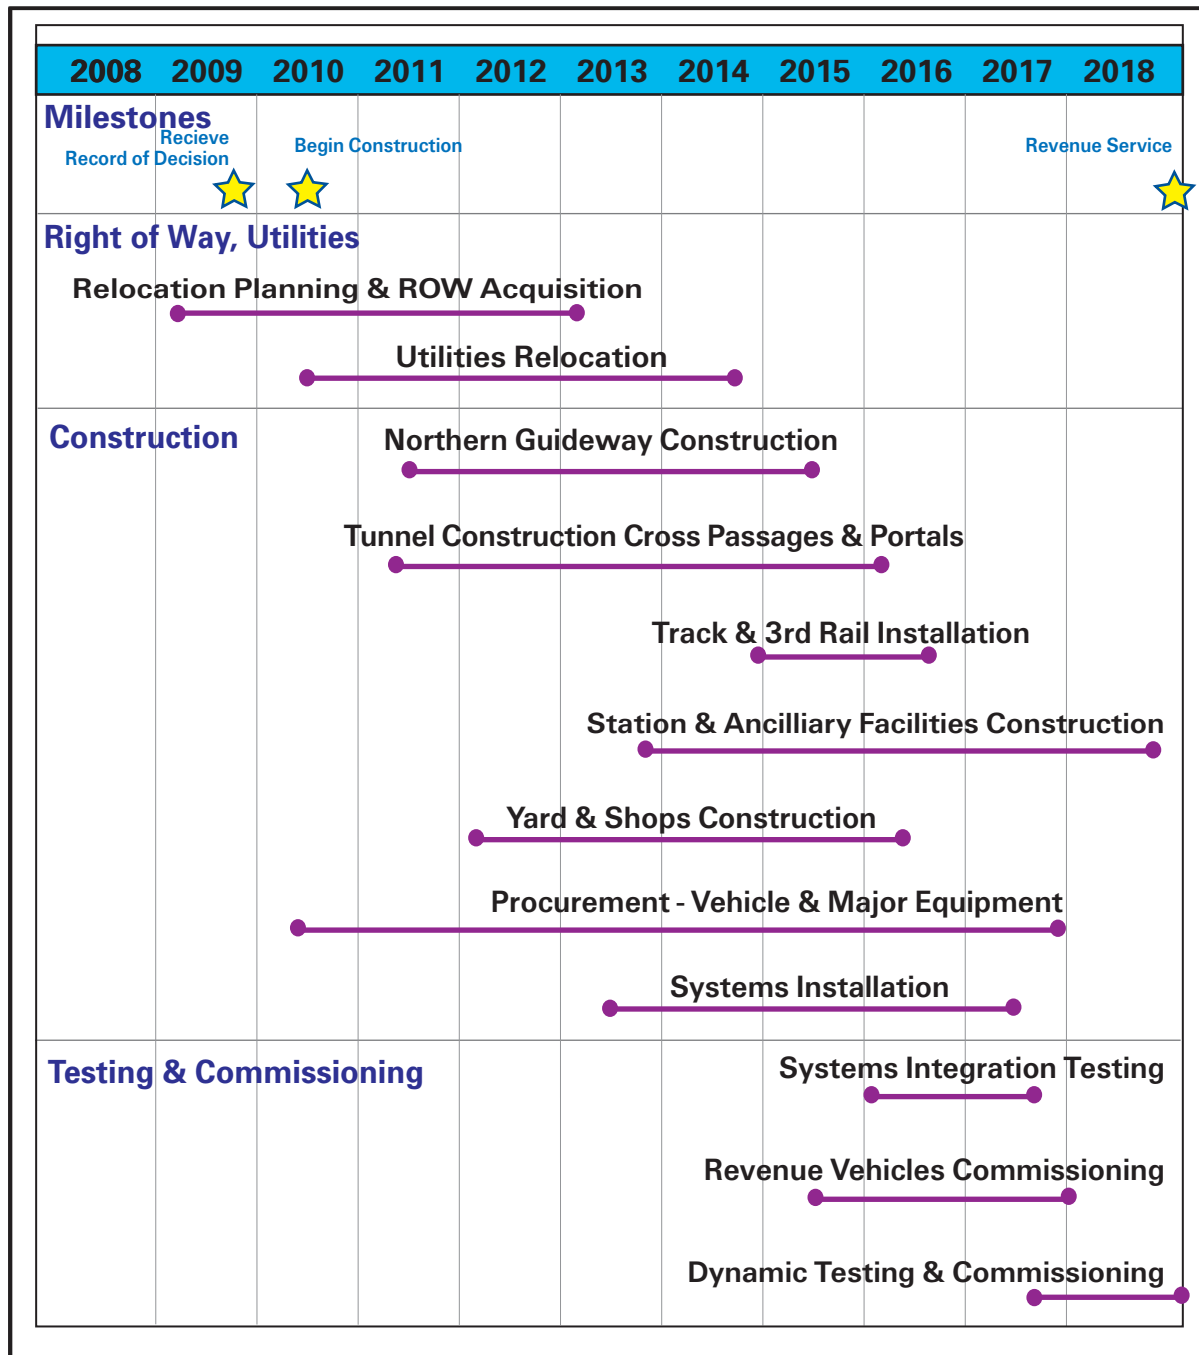 2008 2009 2010 2011 2012 2013 2014 2015 2016 2017 2018
Milestones
Recieve
Record of Decision
Begin Construction
Revenue Service
Right of Way, Utilities
Relocation Planning & ROW Acquisition
Utilities Relocation
Construction
Northern Guideway Construction
Tunnel Construction Cross Passages & Portals
Track & 3rd Rail Installation
Station & Ancilliary Facilities Construction
Yard & Shops Construction
Procurement - Vehicle & Major Equipment
Systems Installation
Testing & Commissioning
Systems Integration Testing
Revenue Vehicles Commissioning
Dynamic Testing & Commissioning